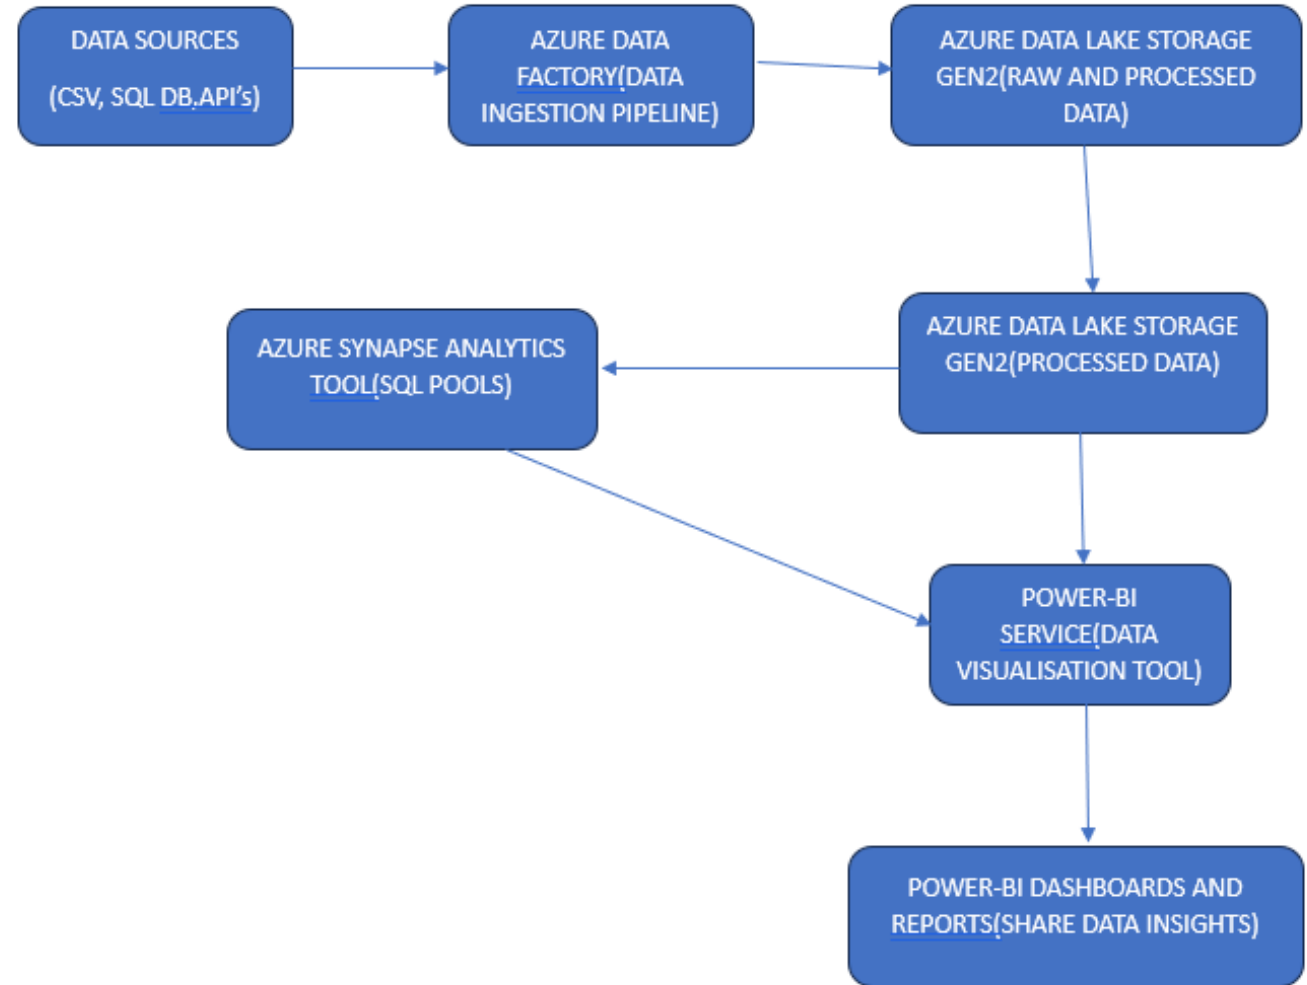 DATA SOURCES
(CSV, SQL DB.API’s)
AZURE DATA
FACTORY(DATA
INGESTION PIPELINE)
AZURE DATA LAKE STORAGE
GEN2(RAW AND PROCESSED
DATA)
AZURE SYNAPSE ANALYTICS
TOOL(SQL POOLS)
AZURE DATA LAKE STORAGE
GEN2(PROCESSED DATA)
POWER-BI
SERVICE(DATA
VISUALISATION TOOL)
POWER-BI DASHBOARDS AND
REPORTS(SHARE DATA INSIGHTS)